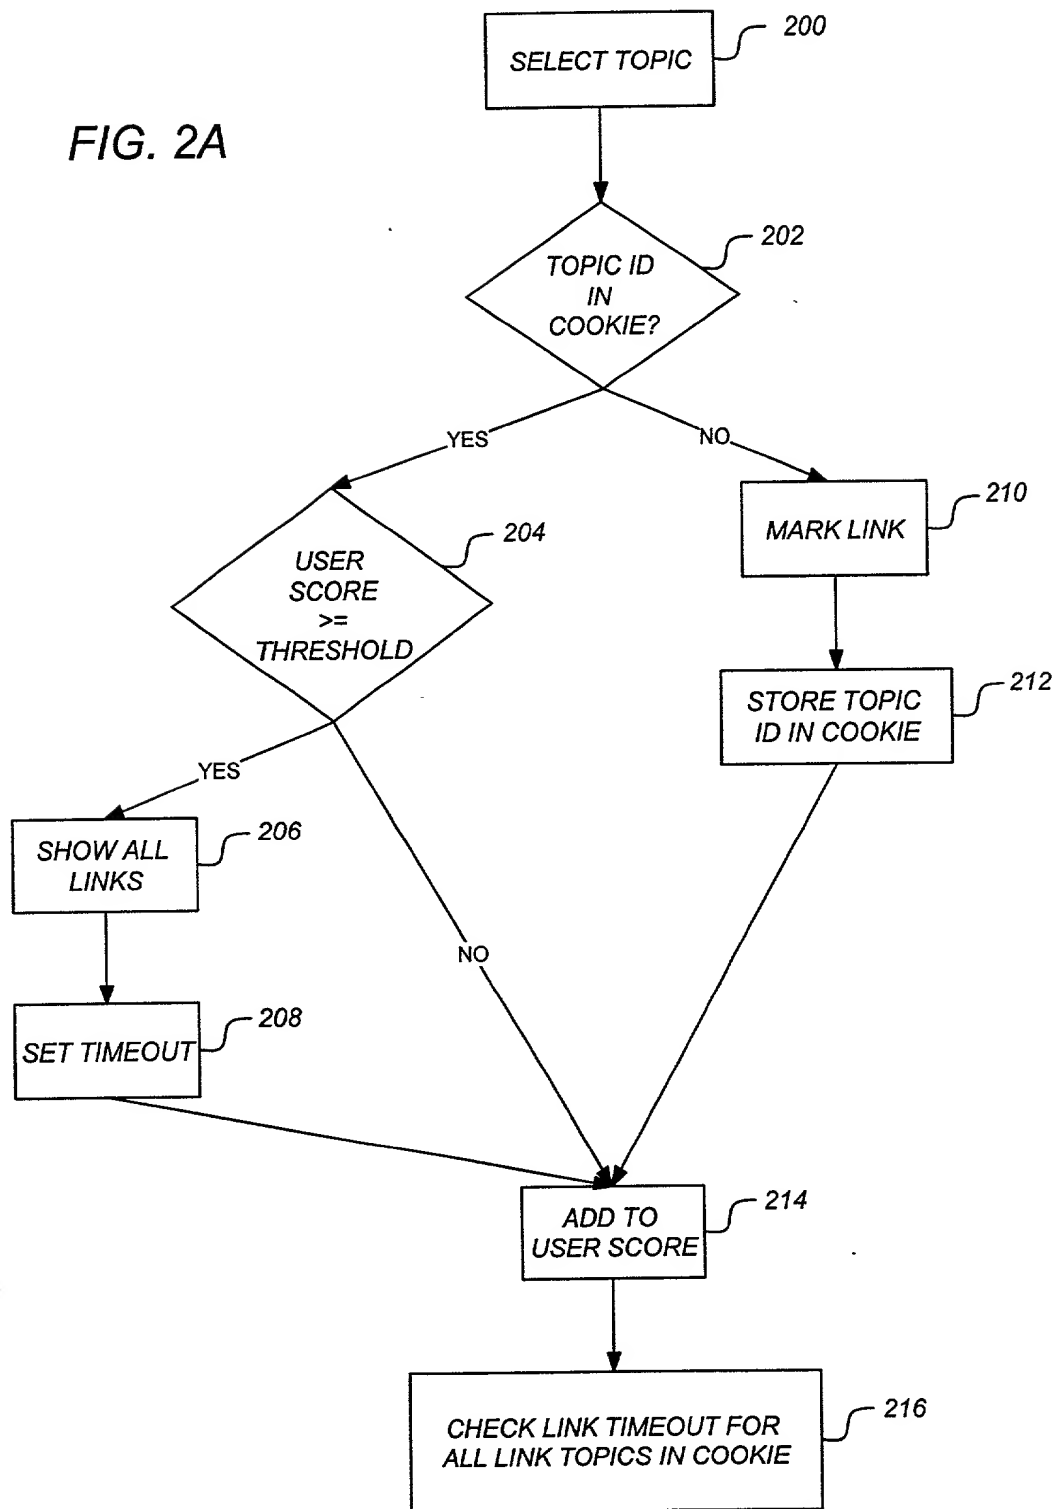 200
SELECT TOPIC
FIG. 2A
202
TOPIC ID
IN
COOKIE?
YES
NO
210
MARK LINK
204
USER
SCORE
>=
THRESHOLD
212
STORE TOPIC
ID IN COOKIE
YES
206
SHOW ALL
LINKS
NO
208
SET TIMEOUT
214
ADD TO
USER SCORE
216
CHECK LINK TIMEOUT FOR
ALL LINK TOPICS IN COOKIE